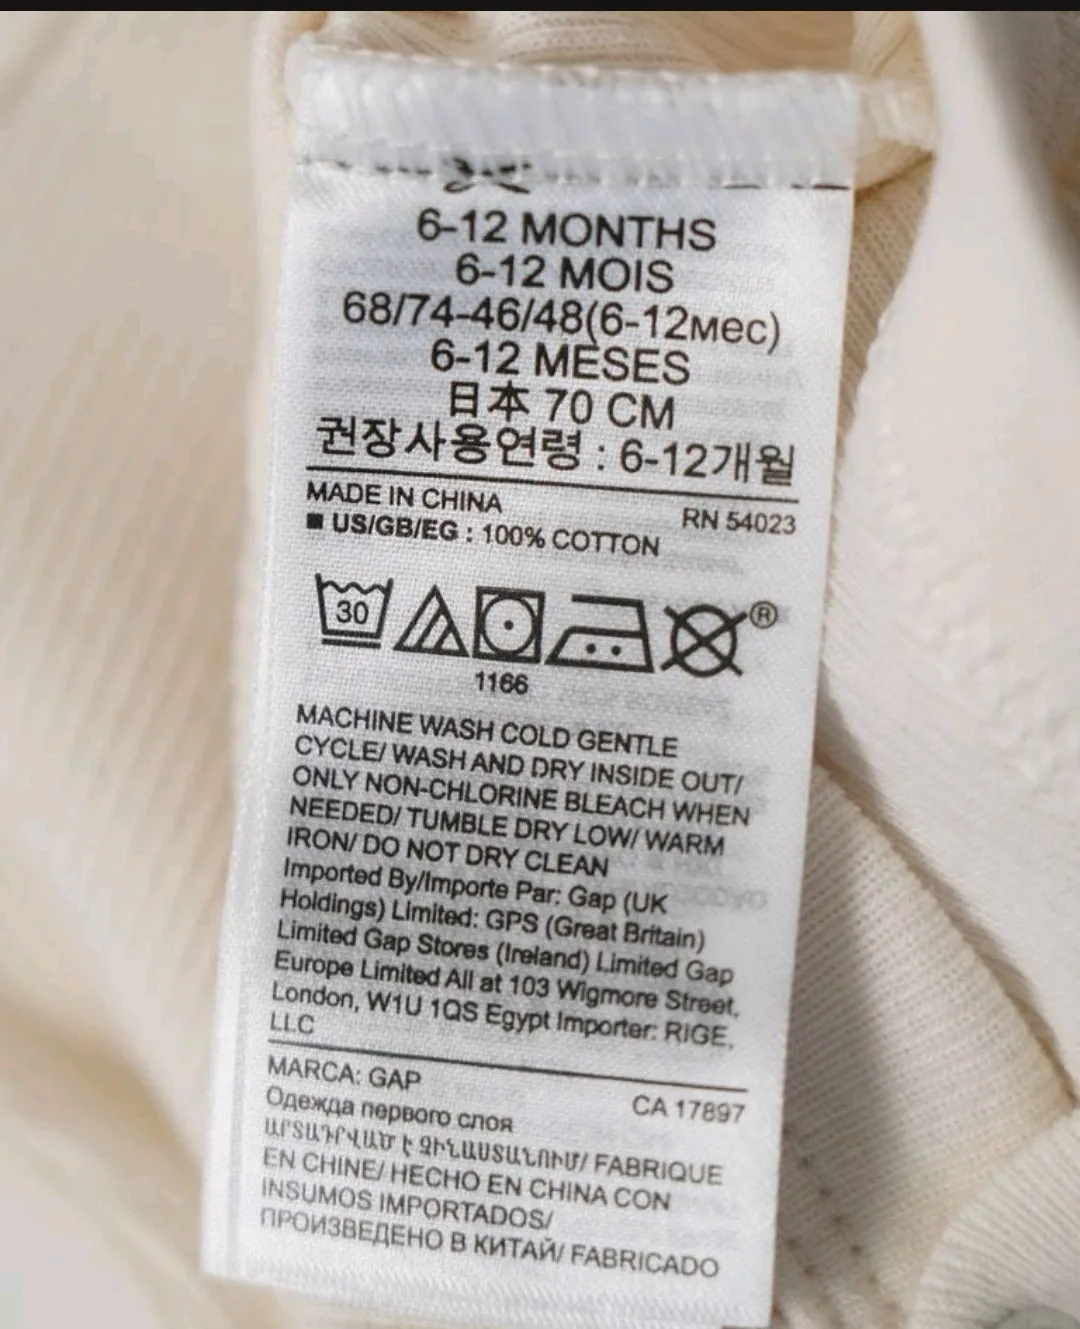 6-12 MONTHS
6-12 MOIS
68/74-46/48(6-12мес)
6-12 MESES
日本 70 CM
권장사용연령 : 6-12개월
MADE IN CHINA
RN 54023
■ US/GB/EG : 100% COTTON
30
®
1166
MACHINE WASH COLD GENTLE
CYCLE/ WASH AND DRY INSIDE OUT/
ONLY NON-CHLORINE BLEACH WHEN
NEEDED/ TUMBLE DRY LOW/ WARM
IRON/ DO NOT DRY CLEAN
Imported By/Importe Par: Gap (UK
Holdings) Limited: GPS (Great Britain)
Limited Gap Stores (Ireland) Limited Gap
Europe Limited All at 103 Wigmore Street,
London, W1U 1QS Egypt Importer: RIGE,
LLC
MARCA: GAP
CA 17897
Одежда первого слоя
ԱՐՏԱԴՐՎԱԾ Է ՉԻՆԱՍՏԱՆՈՒՄ/ FABRIQUE
EN CHINE/ HECHO EN CHINA CON
INSUMOS IMPORTADOS/
ПРОИЗВЕДЕНО В КИТАЙ/ FABRICADO